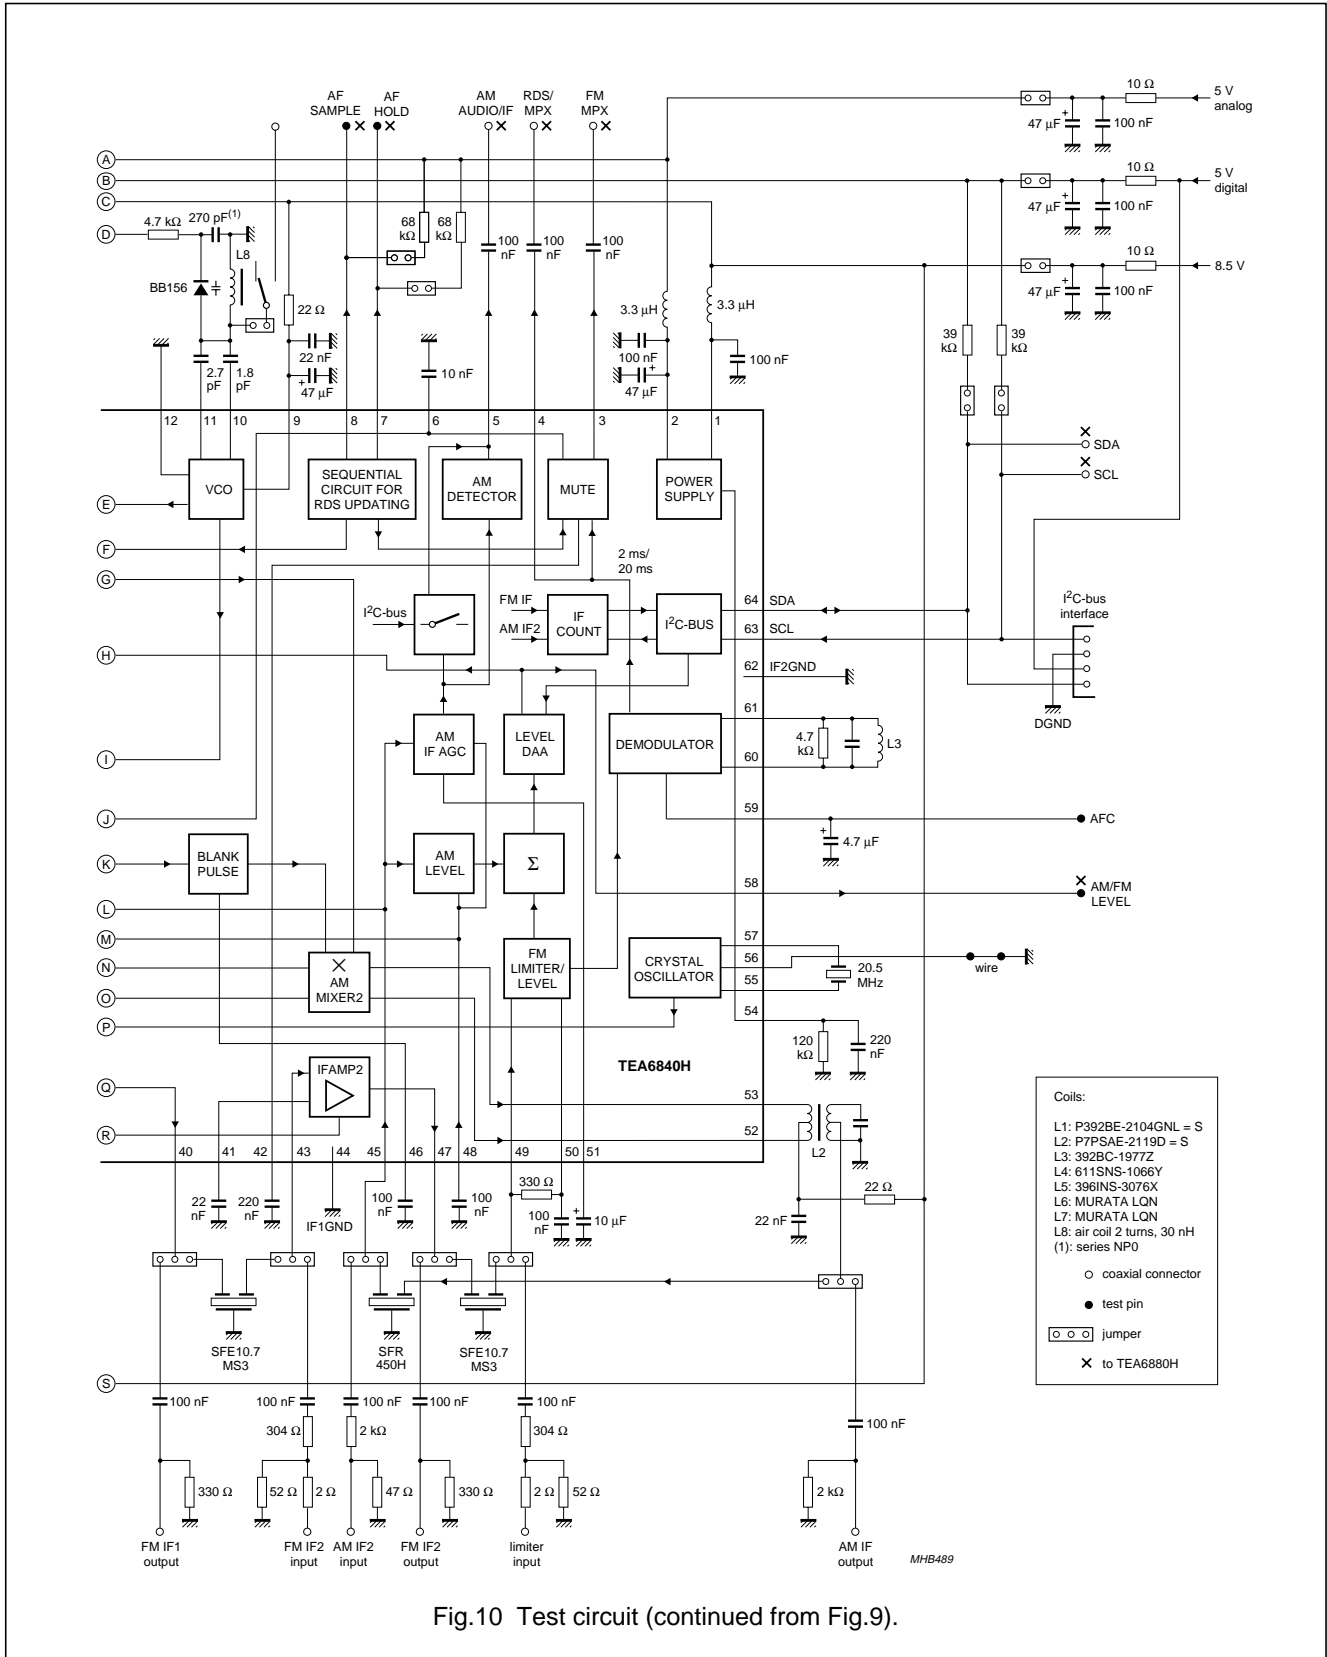 AF SAMPLE
AF HOLD
AM AUDIO/IF
RDS/ MPX
FM MPX
10 Ω
5 V analog
47 µF
+
100 nF
A
B
C
D
10 Ω
5 V digital
47 µF
+
100 nF
10 Ω
8.5 V
47 µF
+
100 nF
4.7 kΩ
270 pF(1)
L8
BB156
68 kΩ
68 kΩ
100 nF
100 nF
100 nF
22 Ω
3.3 µH
3.3 µH
22 nF
47 µF
+
2.7 pF
1.8 pF
10 nF
100 nF
47 µF
+
100 nF
39 kΩ
39 kΩ
12
11
10
9
8
7
6
5
4
3
2
1
SDA
SCL
VCO
SEQUENTIAL CIRCUIT FOR RDS UPDATING
AM DETECTOR
MUTE
POWER SUPPLY
E
F
G
H
I
J
K
L
M
N
O
P
Q
R
S
2 ms/ 20 ms
I2C-bus
FM IF
AM IF2
IF COUNT
I2C-BUS
64 SDA
63 SCL
62 IF2GND
I2C-bus interface
DGND
AM IF AGC
LEVEL DAA
DEMODULATOR
61
60
4.7 kΩ
L3
59
AFC
+
4.7 µF
BLANK PULSE
AM LEVEL
Σ
58
AM/FM LEVEL
AM MIXER2
FM LIMITER/ LEVEL
CRYSTAL OSCILLATOR
57
56
55
20.5 MHz
wire
54
120 kΩ
220 nF
TEA6840H
IFAMP2
53
52
L2
40
41
42
43
44
45
46
47
48
49
50
51
22 nF
220 nF
IF1GND
100 nF
100 nF
330 Ω
100 nF
+
10 µF
22 nF
22 Ω
SFE10.7 MS3
SFR 450H
SFE10.7 MS3
100 nF
100 nF
100 nF
100 nF
100 nF
100 nF
304 Ω
2 kΩ
304 Ω
330 Ω
52 Ω
2 Ω
47 Ω
330 Ω
2 Ω
52 Ω
2 kΩ
FM IF1 output
FM IF2 input
AM IF2 input
FM IF2 output
limiter input
AM IF output
MHB489
Coils:
L1: P392BE-2104GNL = S
L2: P7PSAE-2119D = S
L3: 392BC-1977Z
L4: 611SNS-1066Y
L5: 396INS-3076X
L6: MURATA LQN
L7: MURATA LQN
L8: air coil 2 turns, 30 nH
(1): series NP0
coaxial connector
test pin
jumper
to TEA6880H
Fig.10 Test circuit (continued from Fig.9).